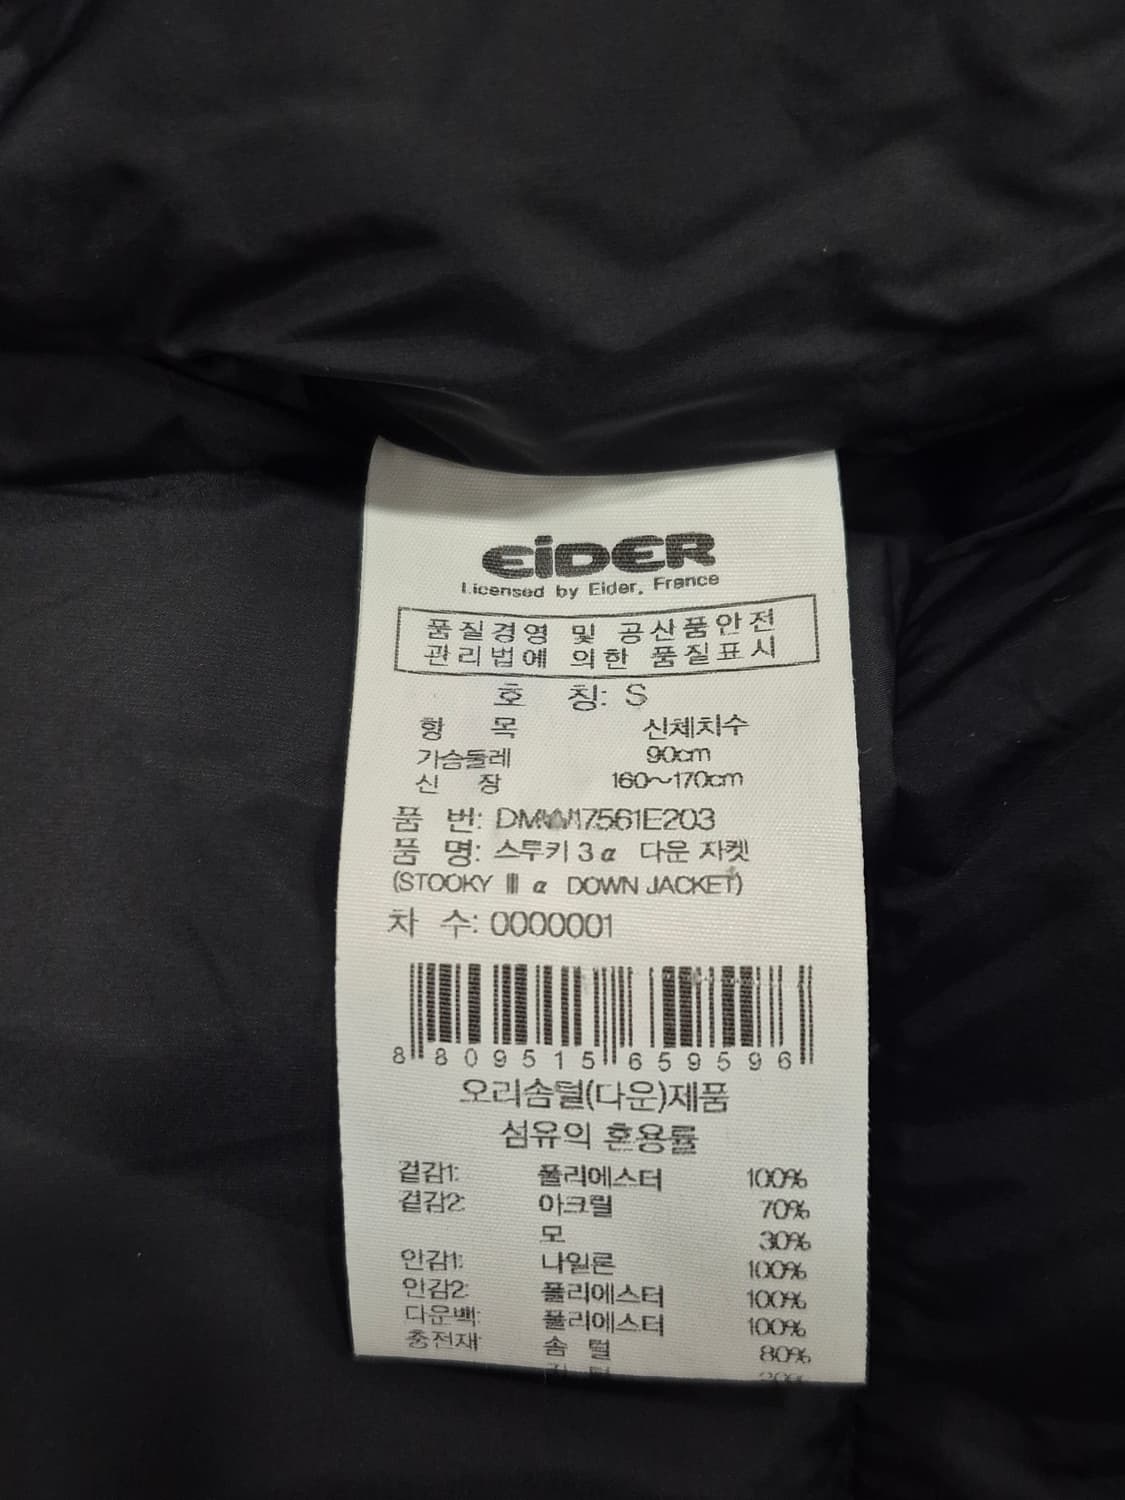 EiDER
Licensed by Eider, France
품질경영 및 공산품안전
관리법에 의한 품질표시
호 칭: S
항 목 신체치수
가슴둘레 90cm
신 장 160~170cm
품 번: DMW17561E203
품 명: 스투키 3 α 다운 자켓
(STOOKY Ⅲ α DOWN JACKET)
차 수: 0000001
8 809515 659596
오리솜털(다운)제품
섬유의 혼용률
겉감1: 폴리에스터 100%
겉감2: 아크릴 70%
모 30%
안감1: 나일론 100%
안감2: 폴리에스터 100%
다운백: 폴리에스터 100%
충전재: 솜 털 80%